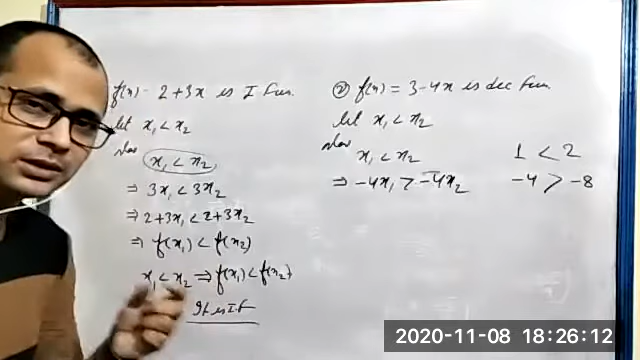 f(x) - 2+3x is I Fun.
let x₁ < x₂
Now
x₁ < x₂
⇒ 3x₁ < 3x₂
⇒ 2+3x₁ < 2+3x₂
⇒ f(x₁) < f(x₂)
x₁ < x₂ ⇒ f(x₁) < f(x₂)
It is I.F
② f(x) = 3-4x is dec Fun.
let x₁ < x₂
Now
x₁ < x₂
⇒ -4x₁ > -4x₂
1 < 2
-4 > -8
2020-11-08 18:26:12